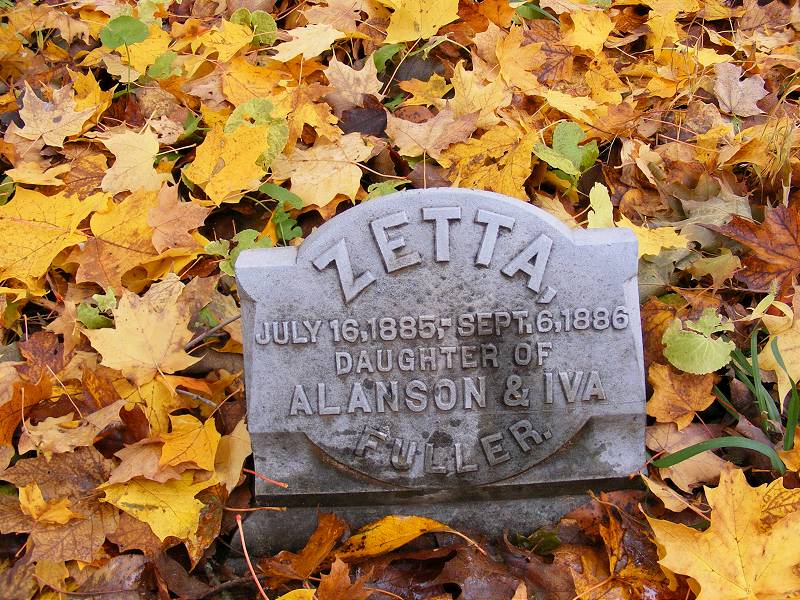 ZETTA,
JULY 16, 1885,- SEPT. 6, 1886
DAUGHTER OF
ALANSON & IVA
FULLER.